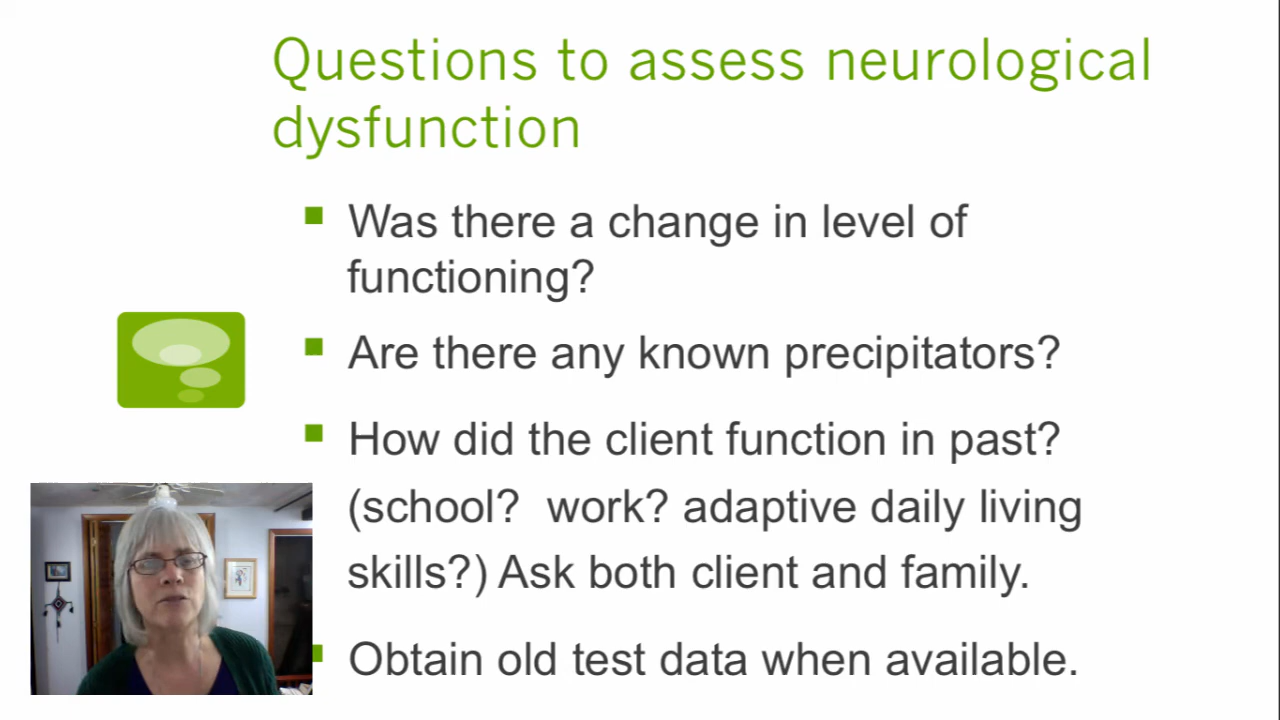 Questions to assess neurological
dysfunction
Was there a change in level of
functioning?
Are there any known precipitators?
How did the client function in past?
(school? work? adaptive daily living
skills?) Ask both client and family.
Obtain old test data when available.